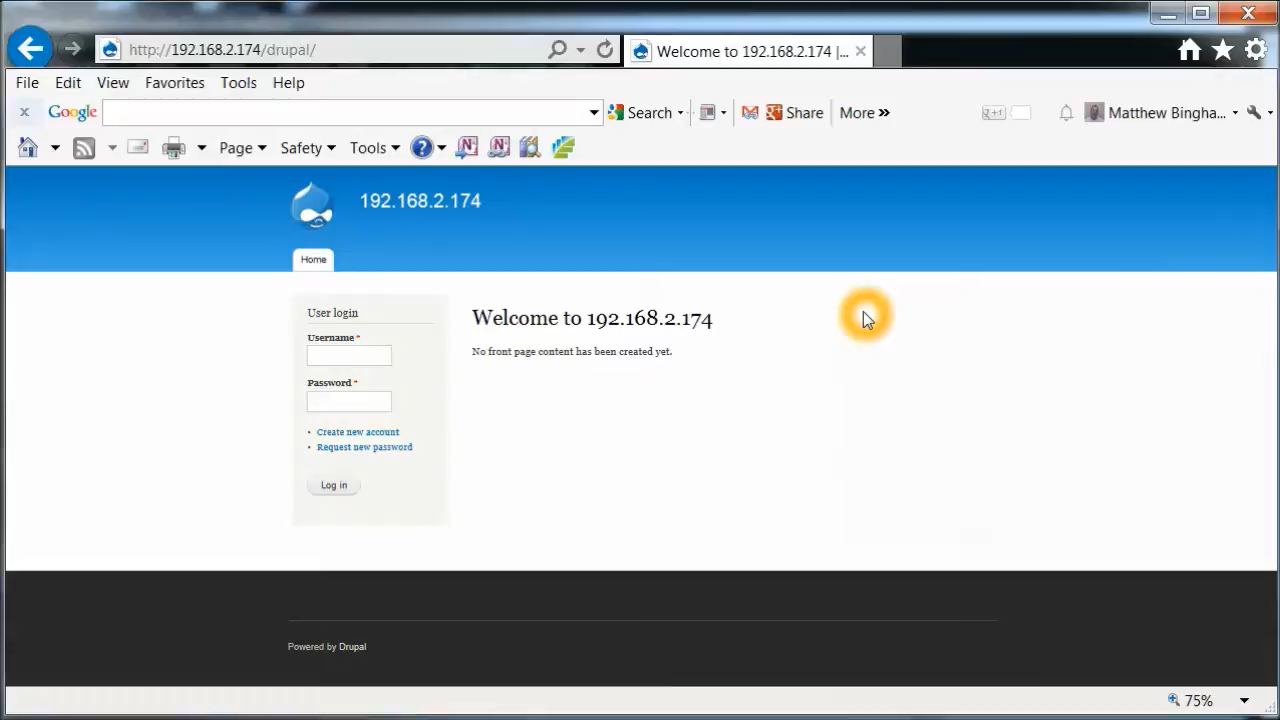 http://192.168.2.174/drupal/
Welcome to 192.168.2.174 |...
File Edit View Favorites Tools Help
x Google Search Share More » Matthew Bingha...
Page Safety Tools
192.168.2.174
Home
User login
Username *
Password *
Create new account
Request new password
Log in
Welcome to 192.168.2.174
No front page content has been created yet.
Powered by Drupal
75%